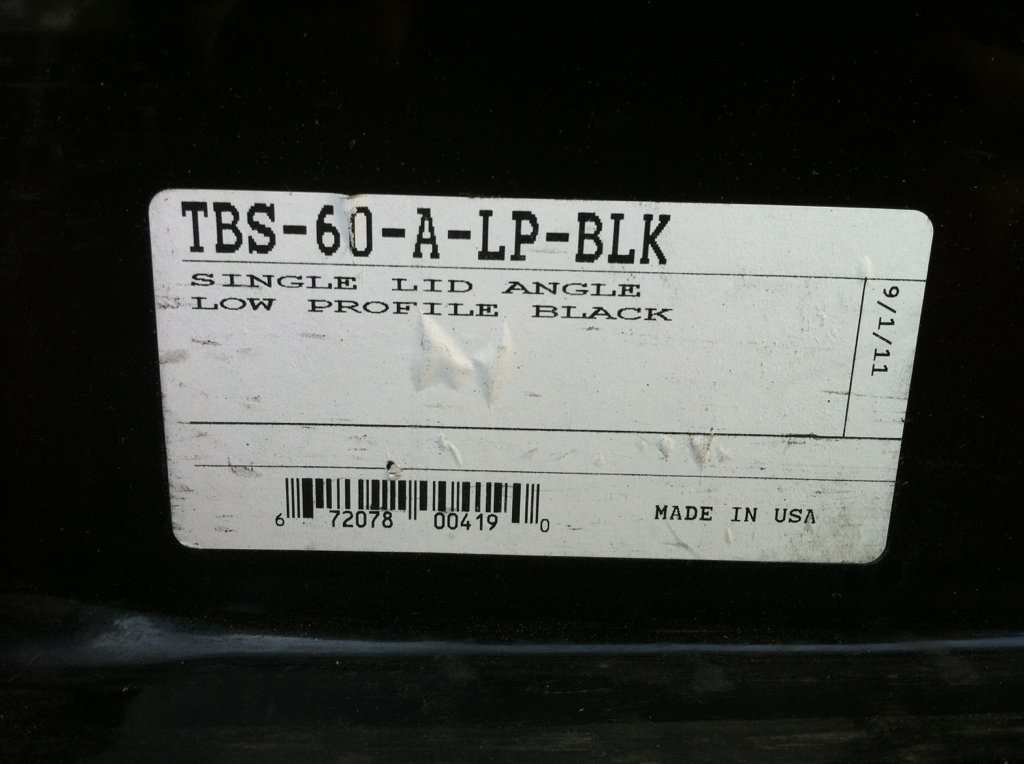 TBS-60-A-LP-BLK
SINGLE LID ANGLE
LOW PROFILE BLACK
9/1/11
6 72078 00419 0
MADE IN USA